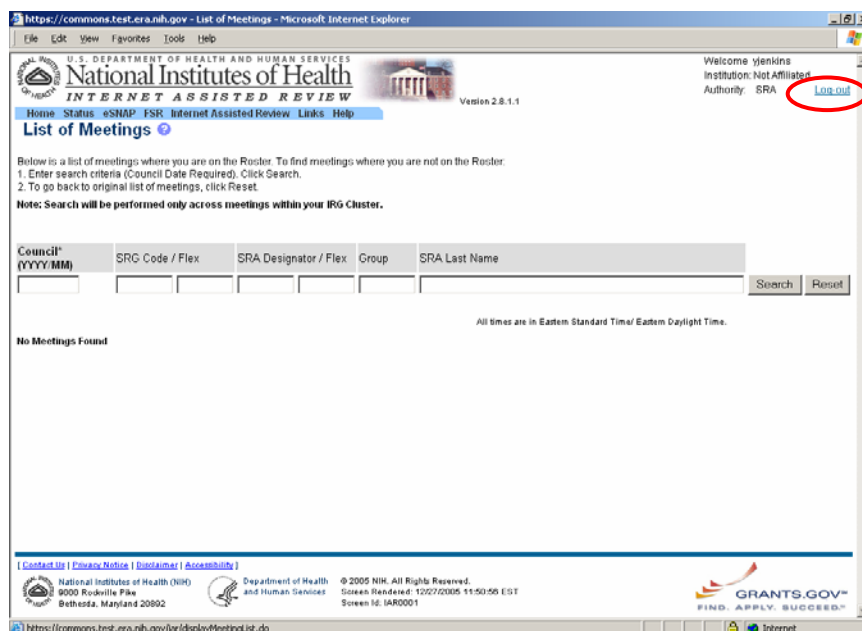 https://commons.test.era.nih.gov - List of Meetings - Microsoft Internet Explorer
File Edit View Favorites Tools Help
U.S. DEPARTMENT OF HEALTH AND HUMAN SERVICES
National Institutes of Health
INTERNET ASSISTED REVIEW
Version 2.8.1.1
Welcome yjenkins
Institution: Not Affiliated
Authority: SRA Log-out
Home Status eSNAP FSR Internet Assisted Review Links Help
List of Meetings ?
Below is a list of meetings where you are on the Roster. To find meetings where you are not on the Roster:
1. Enter search criteria (Council Date Required). Click Search.
2. To go back to original list of meetings, click Reset.
Note: Search will be performed only across meetings within your IRG Cluster.
Council* (YYYY/MM) SRG Code / Flex SRA Designator / Flex Group SRA Last Name
Search Reset
All times are in Eastern Standard Time/ Eastern Daylight Time.
No Meetings Found
[ Contact Us | Privacy Notice | Disclaimer | Accessibility ]
National Institutes of Health (NIH)
9000 Rockville Pike
Bethesda, Maryland 20892
Department of Health
and Human Services
© 2005 NIH. All Rights Reserved.
Screen Rendered: 12/27/2005 11:50:56 EST
Screen Id: IAR0001
GRANTS.GOV℠
FIND. APPLY. SUCCEED.℠
https://commons.test.era.nih.gov/iar/displayMeetingList.do
Internet